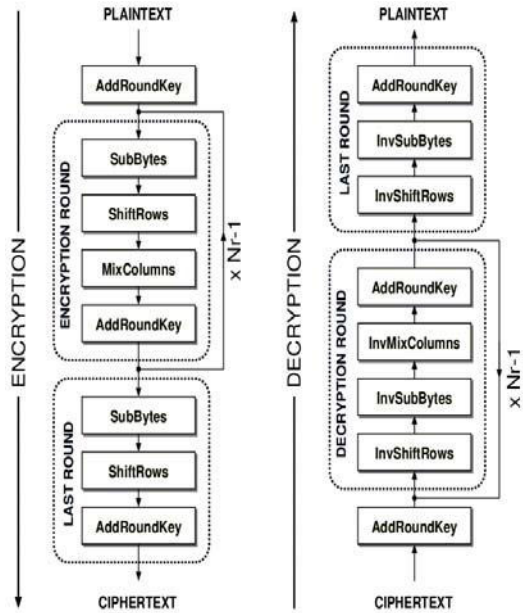 PLAINTEXT
AddRoundKey
ENCRYPTION ROUND
SubBytes
ShiftRows
MixColumns
AddRoundKey
x Nr-1
LAST ROUND
SubBytes
ShiftRows
AddRoundKey
CIPHERTEXT
ENCRYPTION
PLAINTEXT
LAST ROUND
AddRoundKey
InvSubBytes
InvShiftRows
DECRYPTION ROUND
AddRoundKey
InvMixColumns
InvSubBytes
InvShiftRows
x Nr-1
AddRoundKey
CIPHERTEXT
DECRYPTION